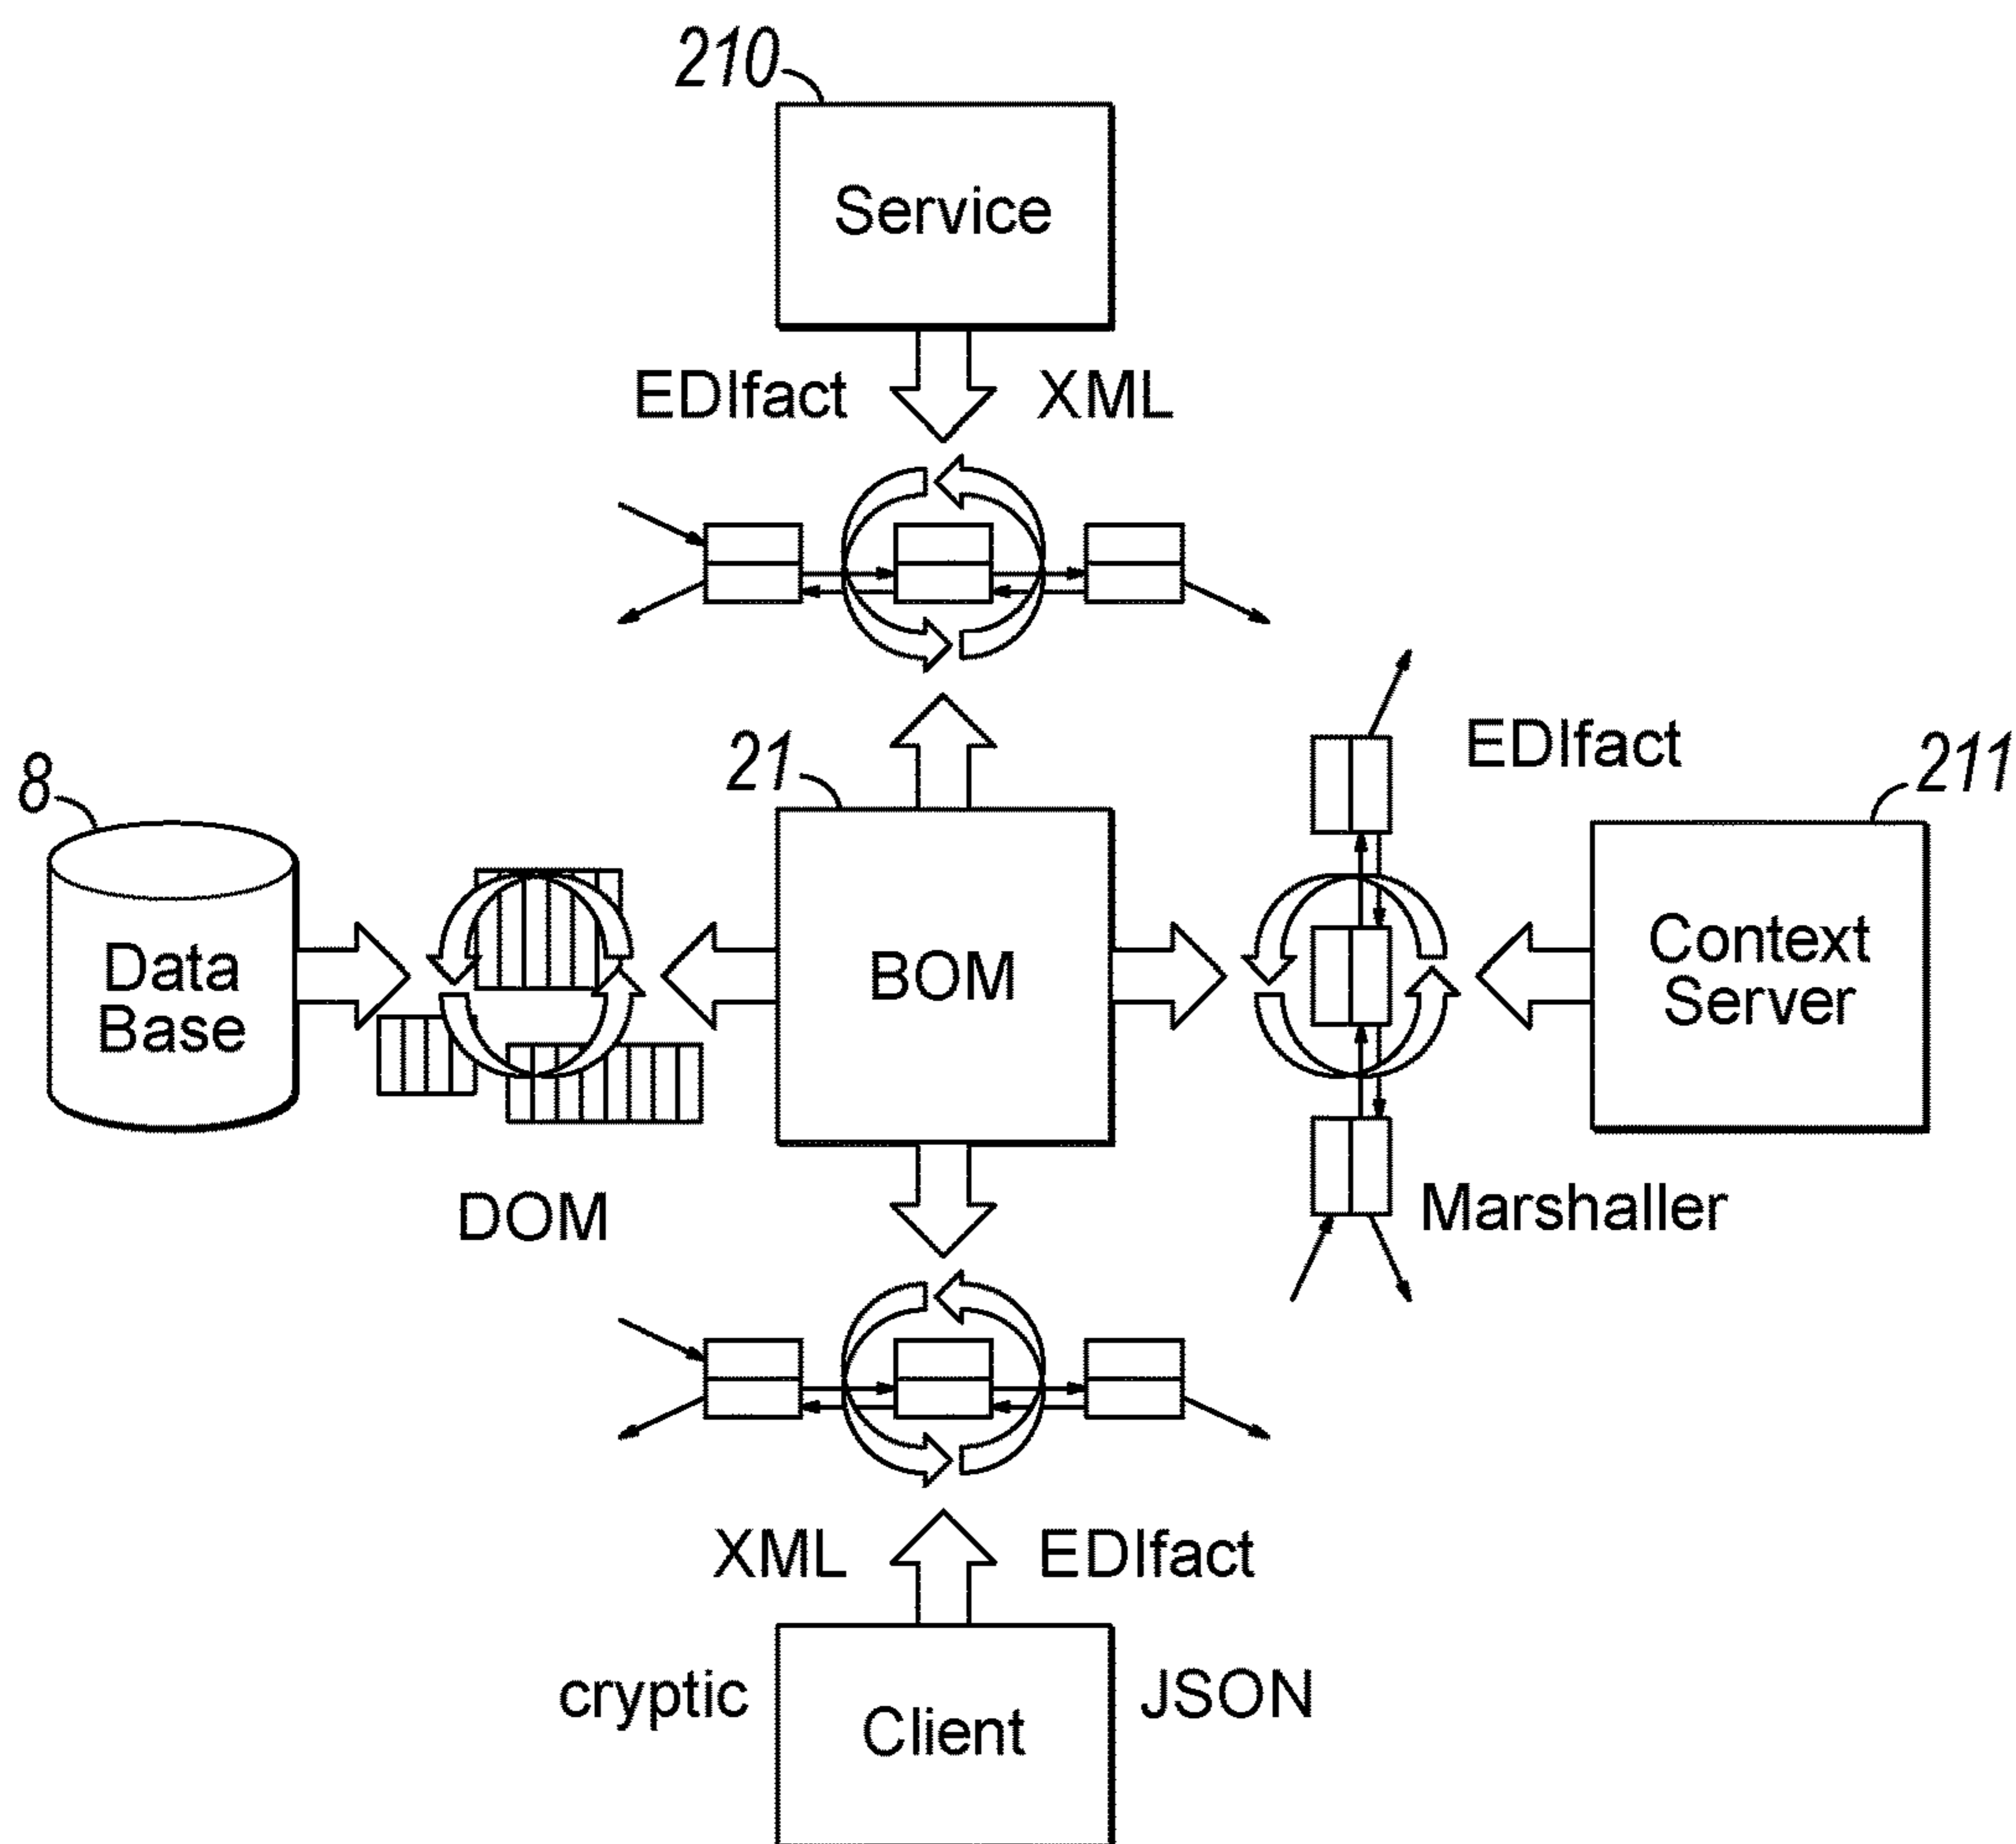 210
Service
EDIfact
XML
21
EDIfact
8
211
Data
Base
BOM
Context
Server
DOM
Marshaller
XML
EDIfact
cryptic
Client
JSON